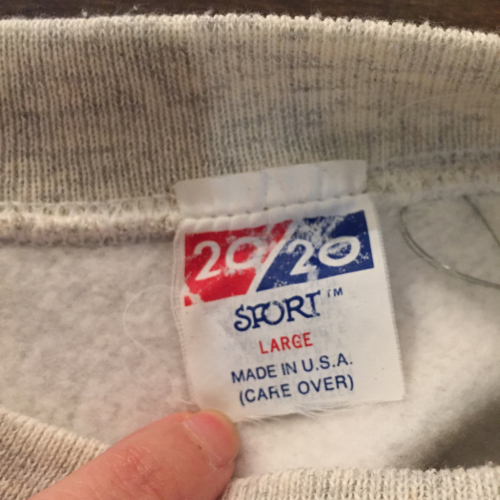 20/20
SPORT™
LARGE
MADE IN U.S.A.
(CARE OVER)